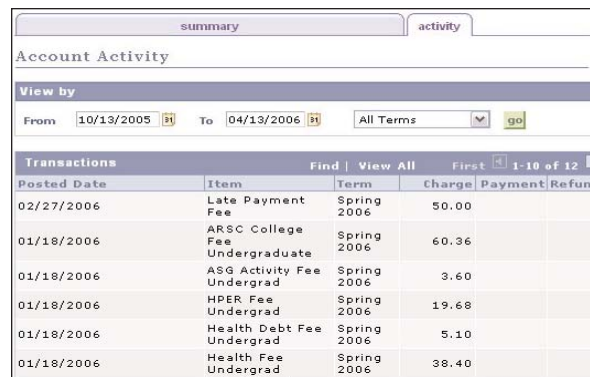 summary activity
Account Activity
View by
From 10/13/2005 31 To 04/13/2006 31 All Terms go
Transactions Find | View All First 1-10 of 12
Posted Date Item Term Charge Payment Refun
02/27/2006 Late Payment Fee Spring 2006 50.00
01/18/2006 ARSC College Fee Undergraduate Spring 2006 60.36
01/18/2006 ASG Activity Fee Undergrad Spring 2006 3.60
01/18/2006 HPER Fee Undergrad Spring 2006 19.68
01/18/2006 Health Debt Fee Undergrad Spring 2006 5.10
01/18/2006 Health Fee Undergrad Spring 2006 38.40